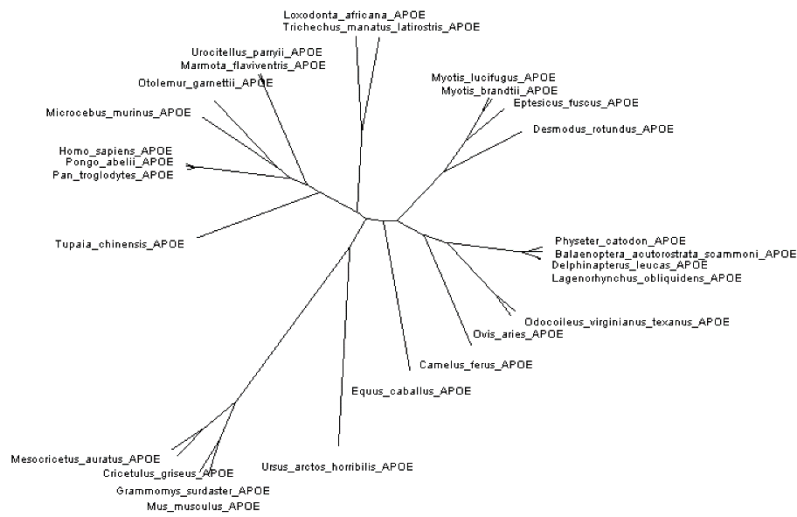 Loxodonta_africana_APOE
Trichechus_manatus_latirostris_APOE
Urocitellus_parryii_APOE
Marmota_flaviventris_APOE
Otolemur_garnettii_APOE
Microcebus_murinus_APOE
Homo_sapiens_APOE
Pongo_abelii_APOE
Pan_troglodytes_APOE
Tupaia_chinensis_APOE
Myotis_lucifugus_APOE
Myotis_brandtii_APOE
Eptesicus_fuscus_APOE
Desmodus_rotundus_APOE
Physeter_catodon_APOE
Balaenoptera_acutorostrata_scammoni_APOE
Delphinapterus_leucas_APOE
Lagenorhynchus_obliquidens_APOE
Odocoileus_virginianus_texanus_APOE
Ovis_aries_APOE
Camelus_ferus_APOE
Equus_caballus_APOE
Ursus_arctos_horribilis_APOE
Mesocricetus_auratus_APOE
Cricetulus_griseus_APOE
Grammomys_surdaster_APOE
Mus_musculus_APOE